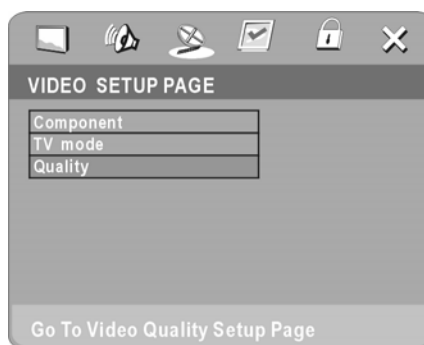 VIDEO SETUP PAGE
Component
TV mode
Quality
Go To Video Quality Setup Page